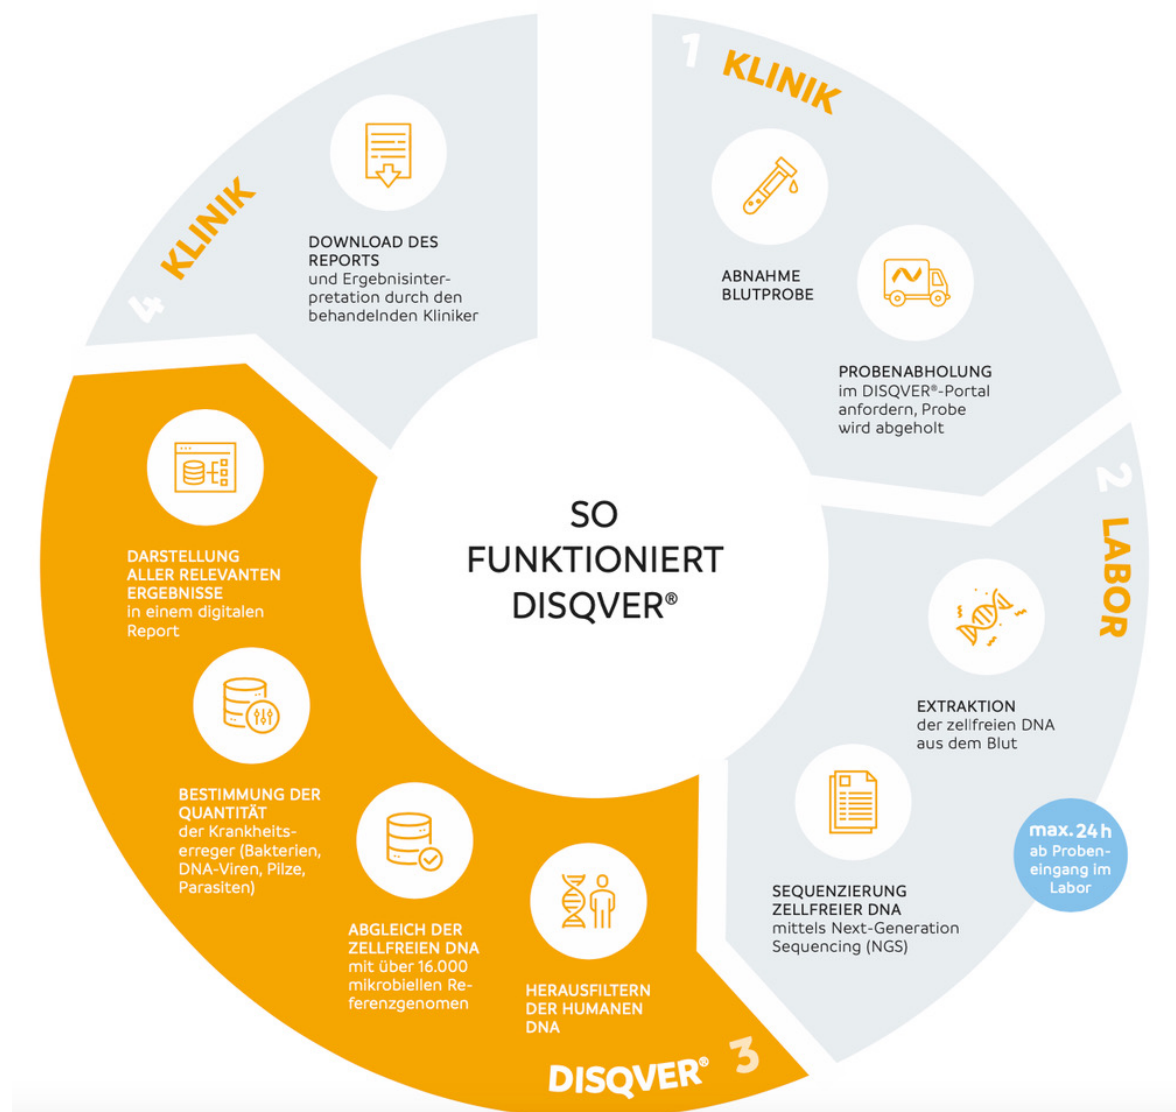 1 KLINIK
ABNAHME
BLUTPROBE
PROBENABHOLUNG
im DISQVER®-Portal
anfordern, Probe
wird abgeholt
2 LABOR
EXTRAKTION
der zellfreien DNA
aus dem Blut
SEQUENZIERUNG
ZELLFREIER DNA
mittels Next-Generation
Sequencing (NGS)
max. 24 h
ab Proben-
eingang im
Labor
DISQVER® 3
HERAUSFILTERN
DER HUMANEN
DNA
ABGLEICH DER
ZELLFREIEN DNA
mit über 16.000
mikrobiellen Re-
ferenzgenomen
BESTIMMUNG DER
QUANTITÄT
der Krankheits-
erreger (Bakterien,
DNA-Viren, Pilze,
Parasiten)
DARSTELLUNG
ALLER RELEVANTEN
ERGEBNISSE
in einem digitalen
Report
4 KLINIK
DOWNLOAD DES
REPORTS
und Ergebnisinter-
pretation durch den
behandelnden Kliniker
SO
FUNKTIONIERT
DISQVER®